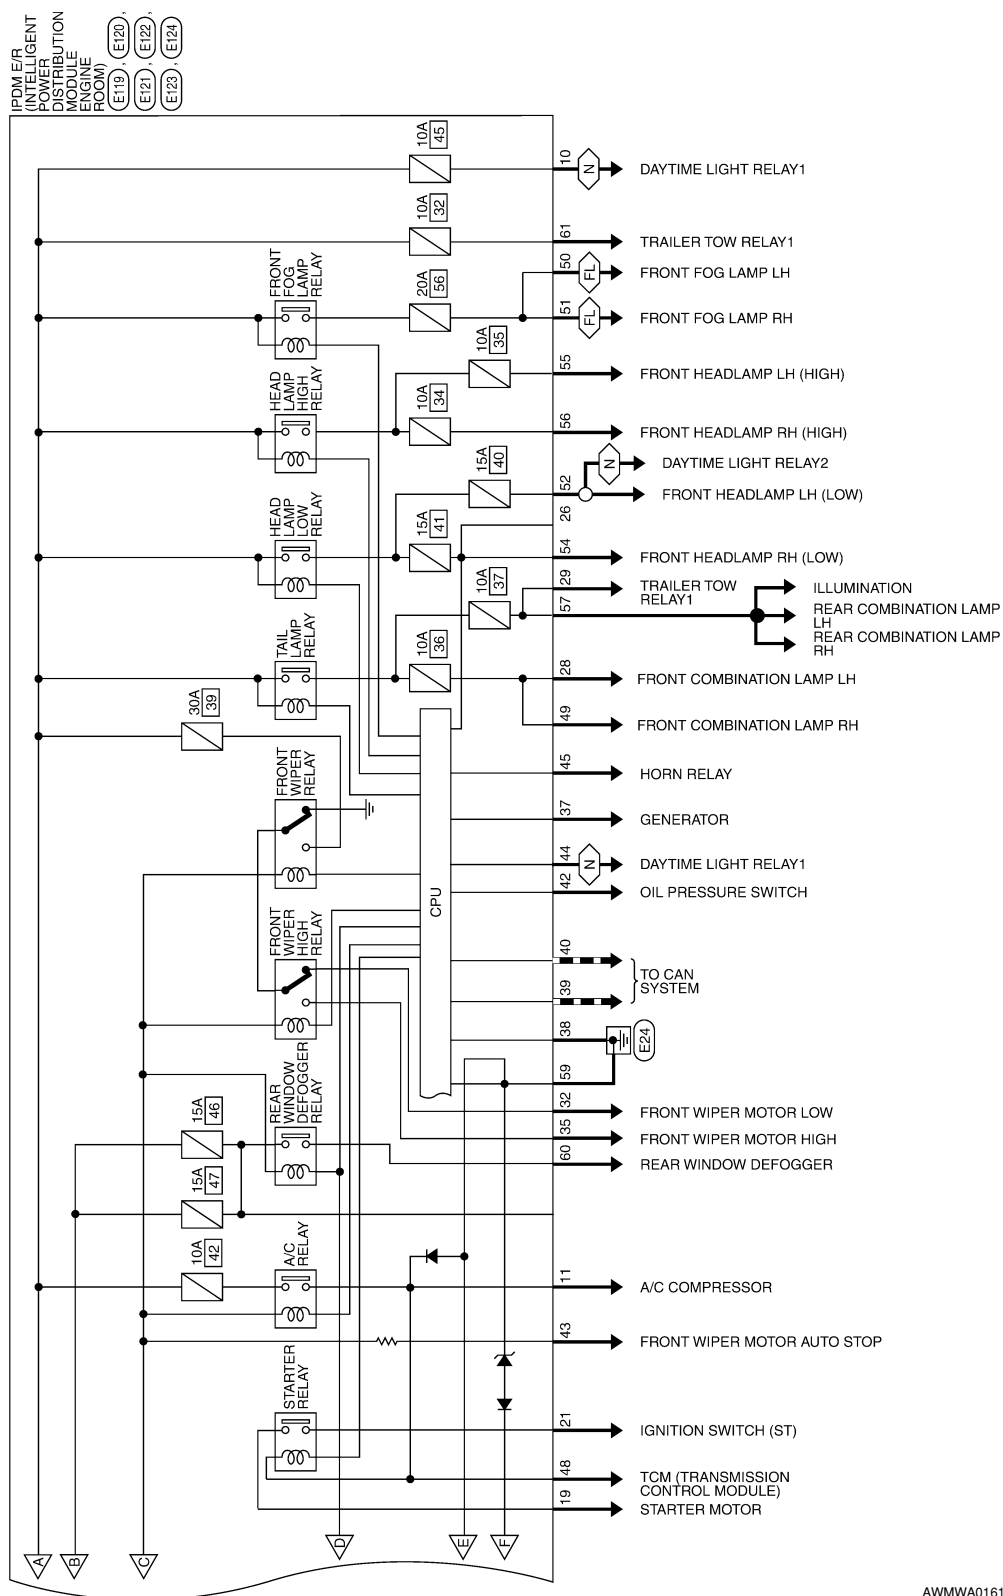 IPDM E/R
(INTELLIGENT
POWER
DISTRIBUTION
MODULE
ENGINE
ROOM)
E119 , E120 ,
E121 , E122 ,
E123 , E124
10A
45
10
N
DAYTIME LIGHT RELAY1
10A
32
61
TRAILER TOW RELAY1
FRONT
FOG
LAMP
RELAY
20A
56
50
FL
FRONT FOG LAMP LH
51
FL
FRONT FOG LAMP RH
10A
35
55
FRONT HEADLAMP LH (HIGH)
HEAD
LAMP
HIGH
RELAY
10A
34
56
FRONT HEADLAMP RH (HIGH)
N
DAYTIME LIGHT RELAY2
15A
40
52
FRONT HEADLAMP LH (LOW)
26
HEAD
LAMP
LOW
RELAY
15A
41
54
FRONT HEADLAMP RH (LOW)
10A
37
29
TRAILER TOW
RELAY1
57
ILLUMINATION
REAR COMBINATION LAMP
LH
REAR COMBINATION LAMP
RH
TAIL
LAMP
RELAY
10A
36
28
FRONT COMBINATION LAMP LH
30A
39
49
FRONT COMBINATION LAMP RH
FRONT
WIPER
RELAY
45
HORN RELAY
37
GENERATOR
44
N
DAYTIME LIGHT RELAY1
CPU
42
OIL PRESSURE SWITCH
FRONT
WIPER
HIGH
RELAY
40
39
TO CAN
SYSTEM
38
E24
59
REAR
WINDOW
DEFOGGER
RELAY
15A
46
32
FRONT WIPER MOTOR LOW
35
FRONT WIPER MOTOR HIGH
60
REAR WINDOW DEFOGGER
15A
47
10A
42
A/C
RELAY
11
A/C COMPRESSOR
43
FRONT WIPER MOTOR AUTO STOP
STARTER
RELAY
21
IGNITION SWITCH (ST)
48
TCM (TRANSMISSION
CONTROL MODULE)
19
STARTER MOTOR
A
B
C
D
E
F
AWMWA0161